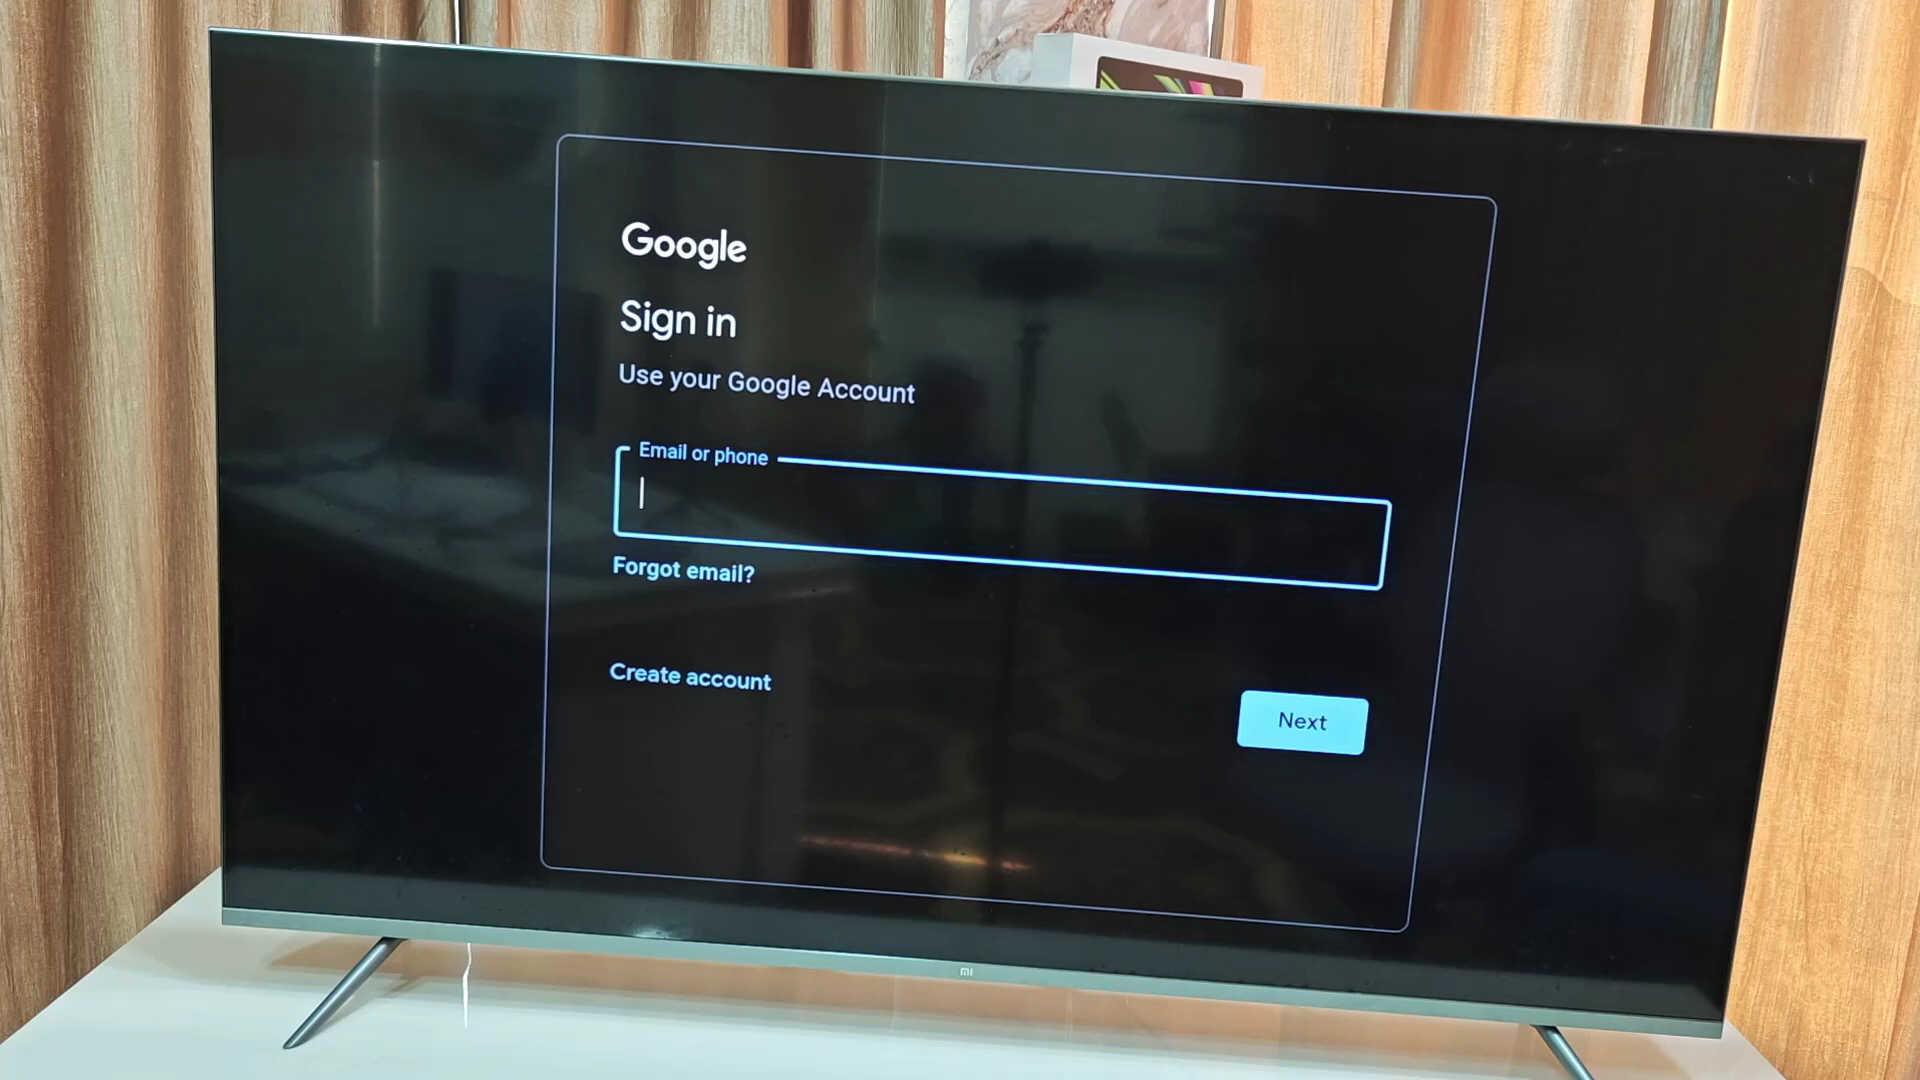 Google
Sign in
Use your Google Account
Email or phone
Forgot email?
Create account
Next
mi